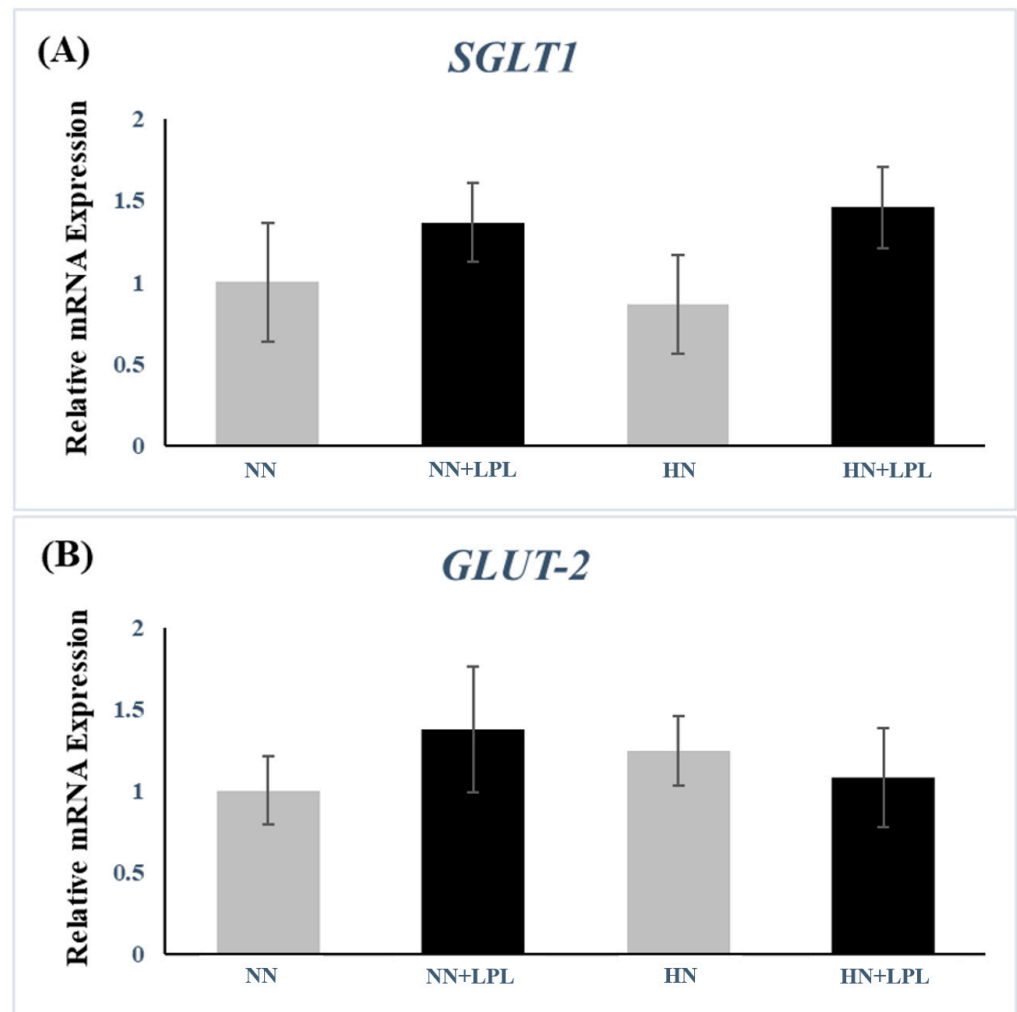 (A)
SGLT1
Relative mRNA Expression
2
1.5
1
0.5
0
NN NN+LPL HN HN+LPL
(B)
GLUT-2
Relative mRNA Expression
2
1.5
1
0.5
0
NN NN+LPL HN HN+LPL